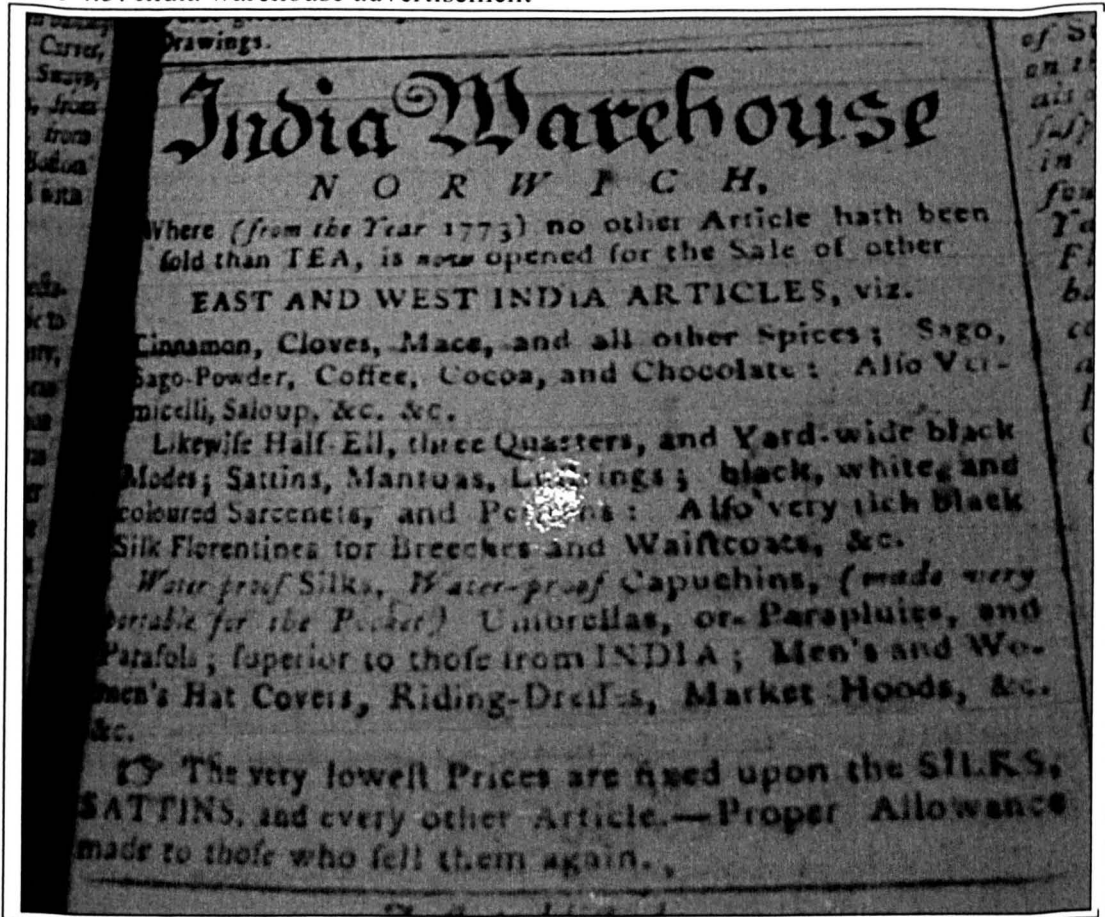 India warehouse advertisement
Drawings.
India Warehouse
NORWICH,
Where (from the Year 1773) no other Article hath been
ſold than TEA, is now opened for the Sale of other
EAST AND WEST INDIA ARTICLES, viz.
Cinnamon, Cloves, Mace, and all other Spices; Sago,
Sago-Powder, Coffee, Cocoa, and Chocolate: Alſo Ver-
micelli, Saloup, &c. &c.
Likewiſe Half-Ell, three Quarters, and Yard-wide black
Modes; Sattins, Mantuas, black, white, and
coloured Sarcenets, and Alſo very rich Black
Silk Florentines for Breeches and Waiſtcoats, &c.
Water-proof Silks, Water-proof Capuchins, (made very
portable for the Pocket) Umbrellas, or Parapluies, and
Paraſols; ſuperior to thoſe from INDIA; Men's and Wo-
men's Hat Covers, Riding-Dreſſes, Market Hoods, &c.
&c.
☞ The very loweſt Prices are fixed upon the SILKS,
SATTINS, and every other Article.—Proper Allowance
made to thoſe who ſell them again.